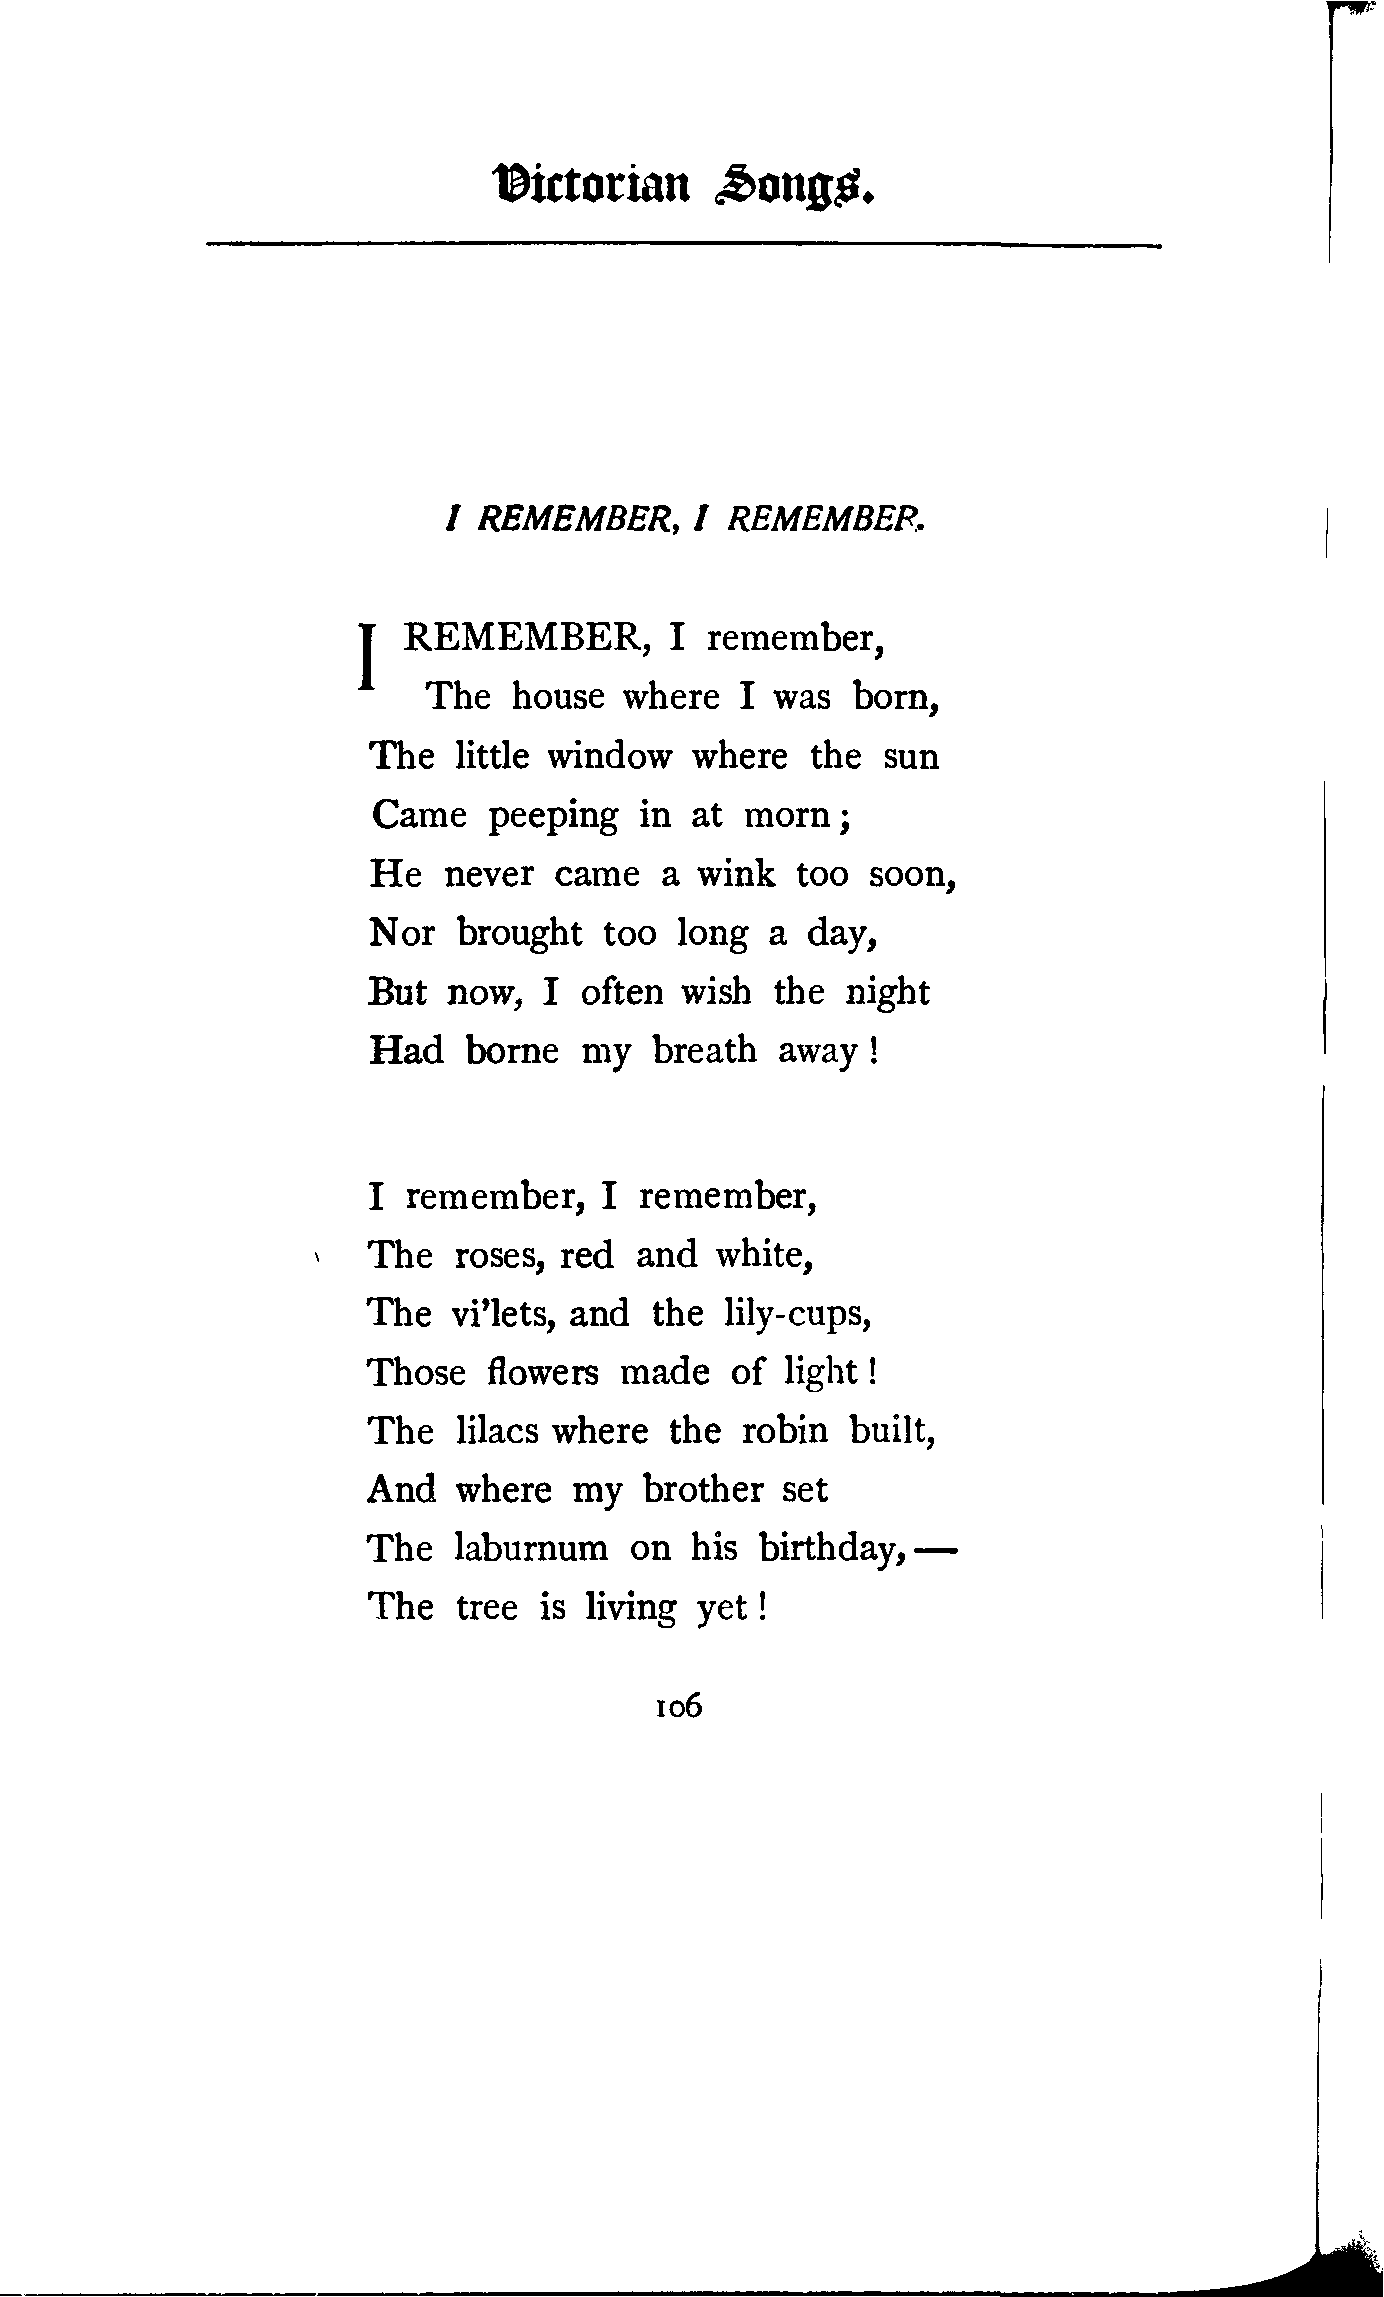 Victorian Songs.
I REMEMBER, I REMEMBER.
I REMEMBER, I remember,
The house where I was born,
The little window where the sun
Came peeping in at morn;
He never came a wink too soon,
Nor brought too long a day,
But now, I often wish the night
Had borne my breath away!
I remember, I remember,
The roses, red and white,
The vi'lets, and the lily-cups,
Those flowers made of light!
The lilacs where the robin built,
And where my brother set
The laburnum on his birthday,—
The tree is living yet!
106